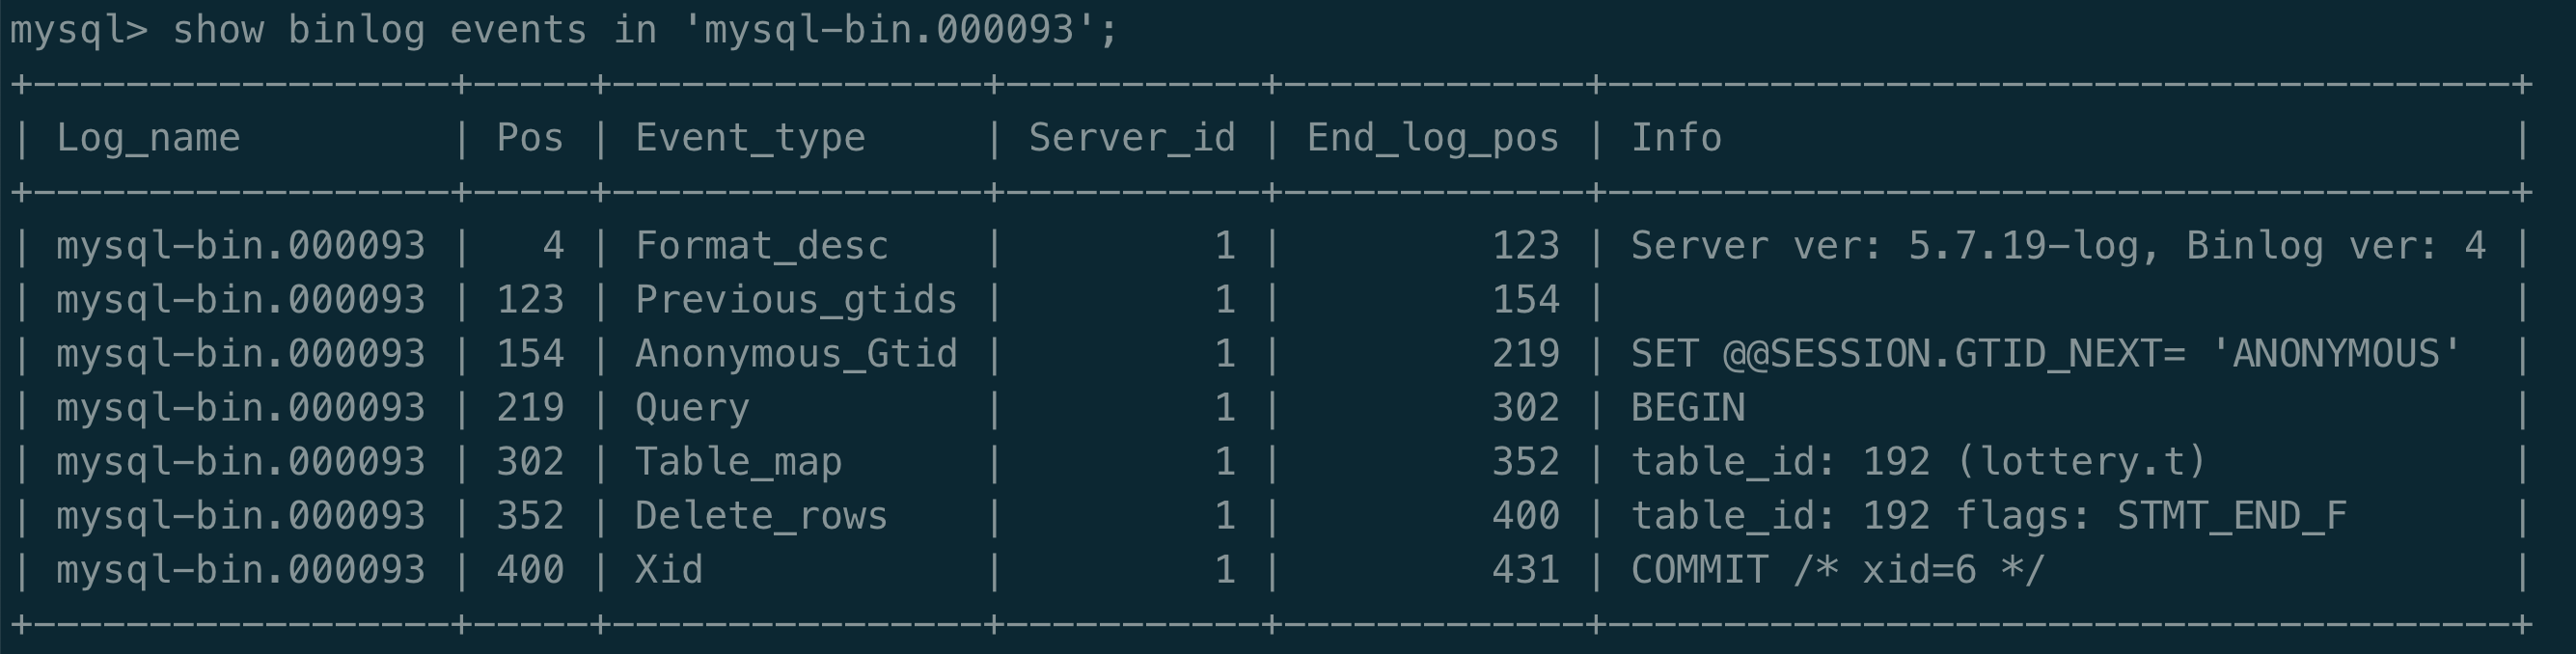 mysql> show binlog events in 'mysql-bin.000093';
+------------------+-----+----------------+-----------+-------------+---------------------------------------+
| Log_name         | Pos | Event_type     | Server_id | End_log_pos | Info                                  |
+------------------+-----+----------------+-----------+-------------+---------------------------------------+
| mysql-bin.000093 |   4 | Format_desc    |         1 |         123 | Server ver: 5.7.19-log, Binlog ver: 4 |
| mysql-bin.000093 | 123 | Previous_gtids |         1 |         154 |                                       |
| mysql-bin.000093 | 154 | Anonymous_Gtid |         1 |         219 | SET @@SESSION.GTID_NEXT= 'ANONYMOUS'  |
| mysql-bin.000093 | 219 | Query          |         1 |         302 | BEGIN                                 |
| mysql-bin.000093 | 302 | Table_map      |         1 |         352 | table_id: 192 (lottery.t)             |
| mysql-bin.000093 | 352 | Delete_rows    |         1 |         400 | table_id: 192 flags: STMT_END_F       |
| mysql-bin.000093 | 400 | Xid            |         1 |         431 | COMMIT /* xid=6 */                    |
+------------------+-----+----------------+-----------+-------------+---------------------------------------+